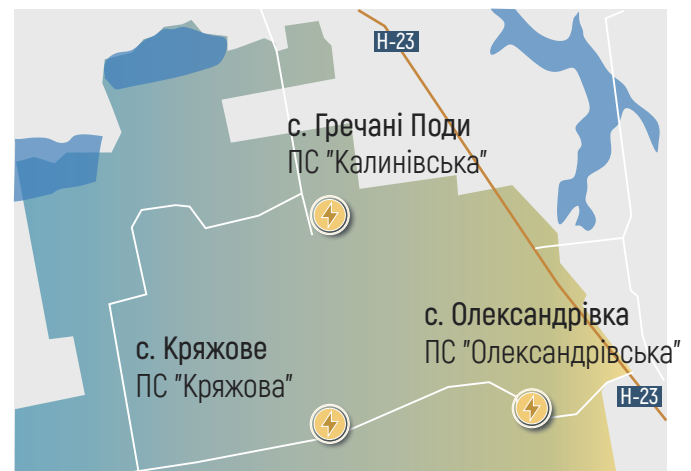 Н-23
с. Гречані Поди
ПС "Калинівська"
с. Олександрівка
ПС "Олександрівська"
с. Кряжове
ПС "Кряжова"
Н-23